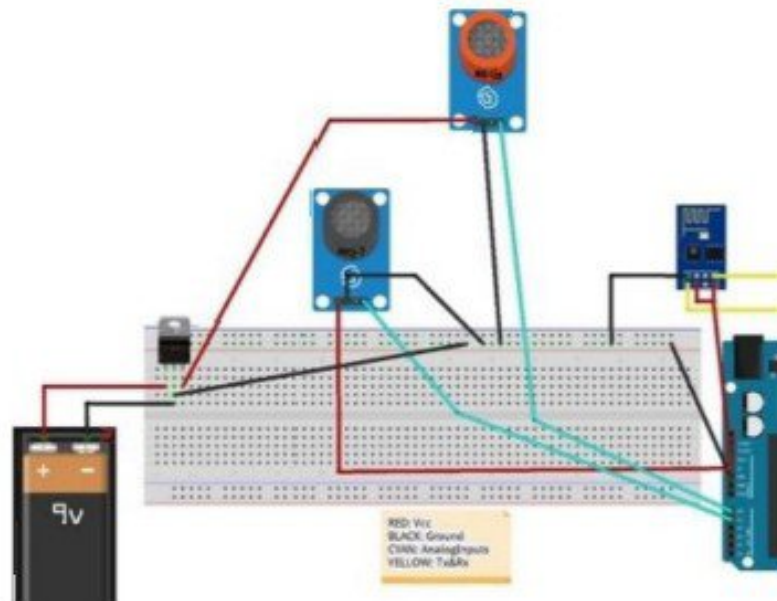 + -
9V
RED: Vcc
BLACK: Ground
CYAN: AnalogInputs
YELLOW: Tx&Rx